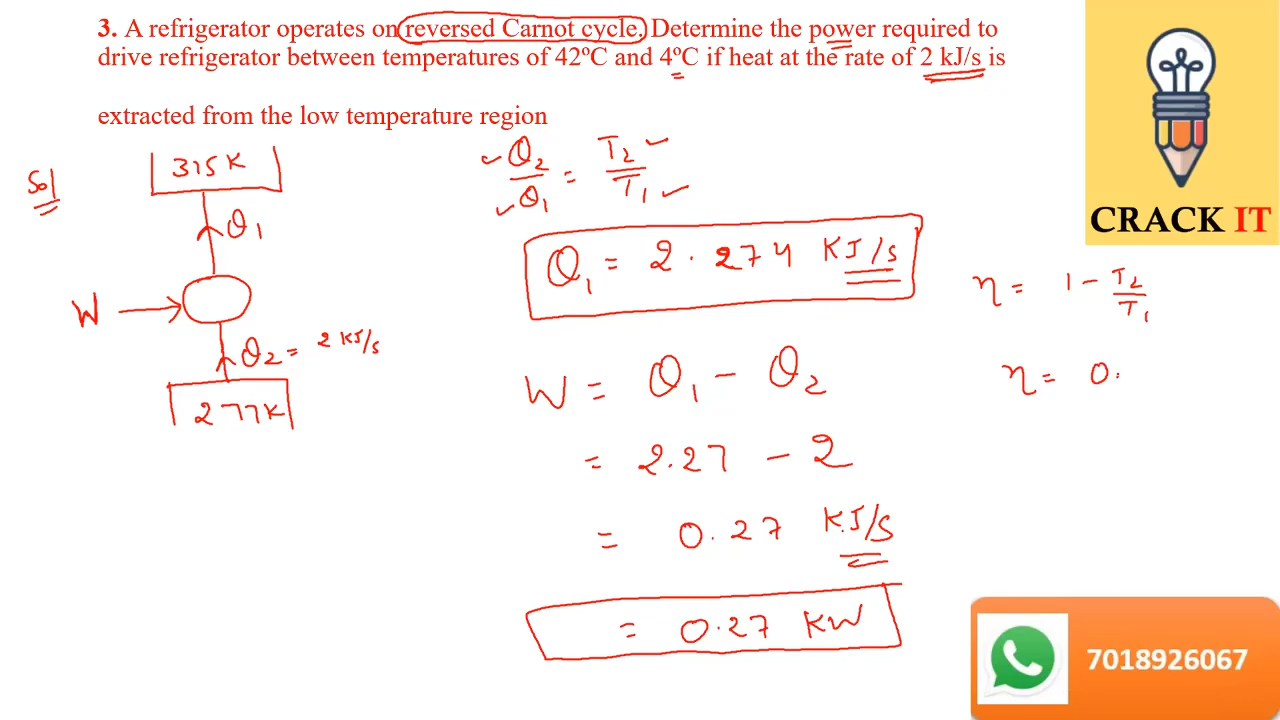 3. A refrigerator operates on reversed Carnot cycle. Determine the power required to
drive refrigerator between temperatures of 42ºC and 4ºC if heat at the rate of 2 kJ/s is
extracted from the low temperature region
Sol
315 K
Q1
W
Q2 = 2 KJ/s
277K
Q2/Q1 = T2/T1
Q1 = 2.274 KJ/s
W = Q1 - Q2
= 2.27 - 2
= 0.27 KJ/s
= 0.27 KW
CRACK IT
η = 1 - T2/T1
η = 0.
7018926067